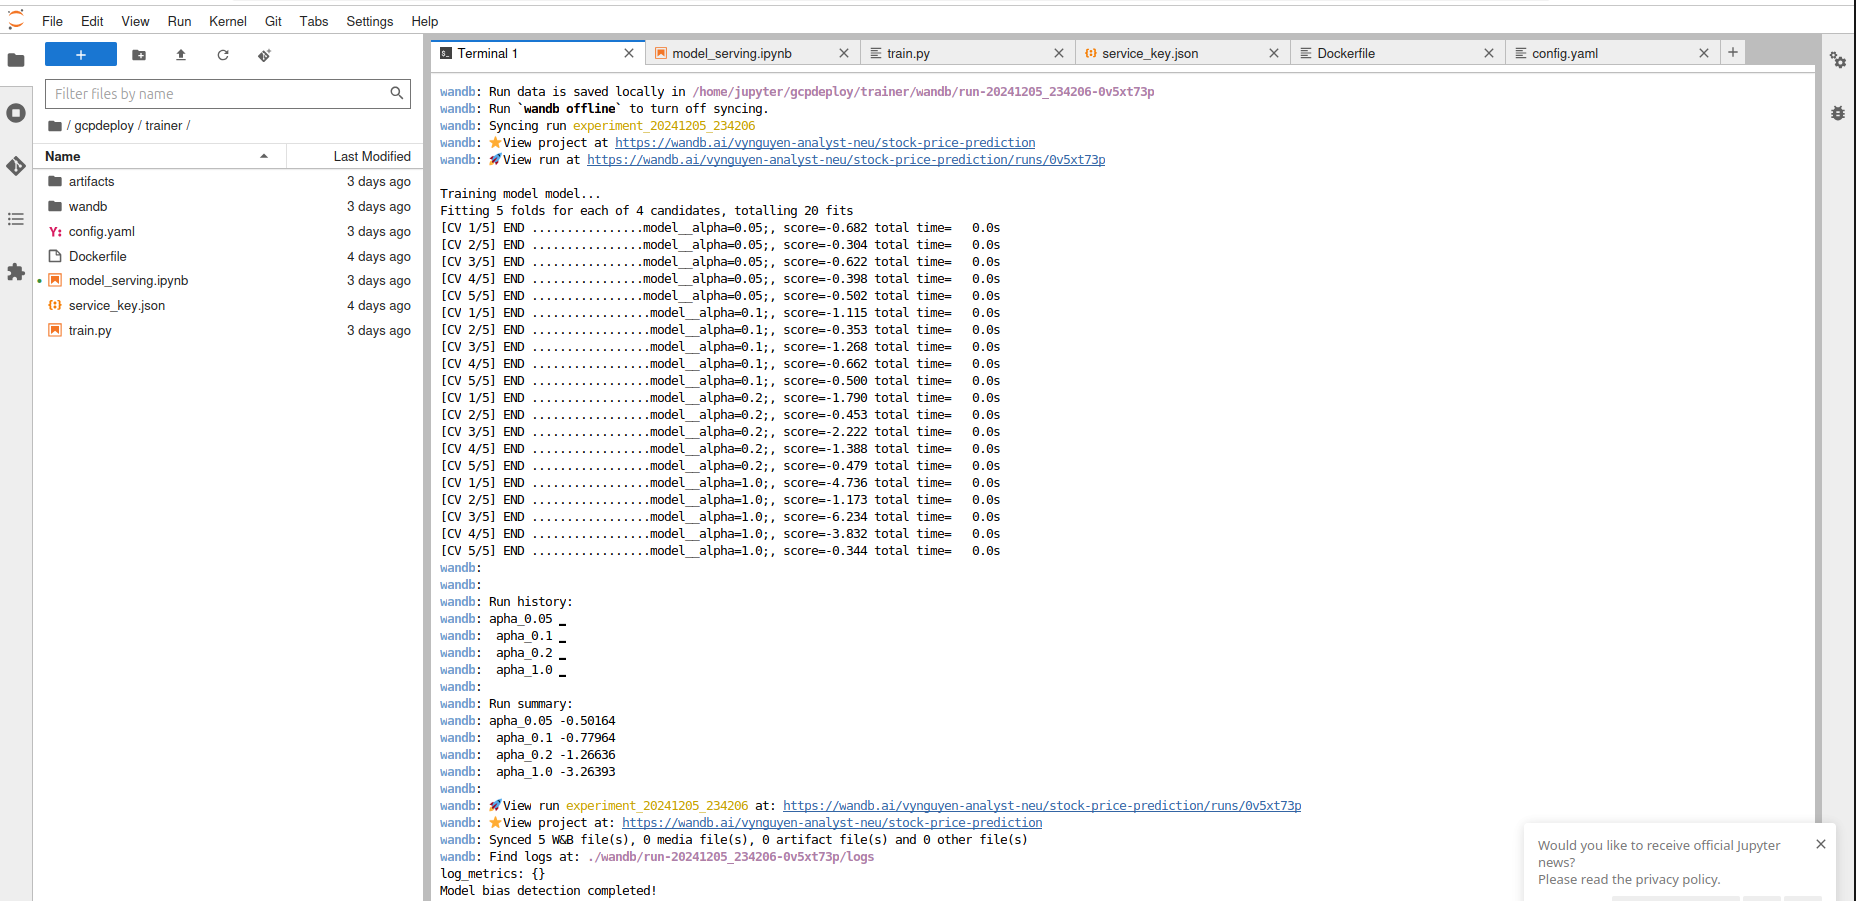 File Edit View Run Kernel Git Tabs Settings Help
+
Filter files by name
/ gcpdeploy / trainer /
Name Last Modified
artifacts 3 days ago
wandb 3 days ago
Y: config.yaml 3 days ago
Dockerfile 4 days ago
model_serving.ipynb 3 days ago
{:} service_key.json 4 days ago
train.py 3 days ago
Terminal 1 model_serving.ipynb train.py {:} service_key.json Dockerfile config.yaml +
wandb: Run data is saved locally in /home/jupyter/gcpdeploy/trainer/wandb/run-20241205_234206-0v5xt73p
wandb: Run `wandb offline` to turn off syncing.
wandb: Syncing run experiment_20241205_234206
wandb: ⭐View project at https://wandb.ai/vynguyen-analyst-neu/stock-price-prediction
wandb: 🚀View run at https://wandb.ai/vynguyen-analyst-neu/stock-price-prediction/runs/0v5xt73p
Training model model...
Fitting 5 folds for each of 4 candidates, totalling 20 fits
[CV 1/5] END ................model__alpha=0.05;, score=-0.682 total time=   0.0s
[CV 2/5] END ................model__alpha=0.05;, score=-0.304 total time=   0.0s
[CV 3/5] END ................model__alpha=0.05;, score=-0.622 total time=   0.0s
[CV 4/5] END ................model__alpha=0.05;, score=-0.398 total time=   0.0s
[CV 5/5] END ................model__alpha=0.05;, score=-0.502 total time=   0.0s
[CV 1/5] END .................model__alpha=0.1;, score=-1.115 total time=   0.0s
[CV 2/5] END .................model__alpha=0.1;, score=-0.353 total time=   0.0s
[CV 3/5] END .................model__alpha=0.1;, score=-1.268 total time=   0.0s
[CV 4/5] END .................model__alpha=0.1;, score=-0.662 total time=   0.0s
[CV 5/5] END .................model__alpha=0.1;, score=-0.500 total time=   0.0s
[CV 1/5] END .................model__alpha=0.2;, score=-1.790 total time=   0.0s
[CV 2/5] END .................model__alpha=0.2;, score=-0.453 total time=   0.0s
[CV 3/5] END .................model__alpha=0.2;, score=-2.222 total time=   0.0s
[CV 4/5] END .................model__alpha=0.2;, score=-1.388 total time=   0.0s
[CV 5/5] END .................model__alpha=0.2;, score=-0.479 total time=   0.0s
[CV 1/5] END .................model__alpha=1.0;, score=-4.736 total time=   0.0s
[CV 2/5] END .................model__alpha=1.0;, score=-1.173 total time=   0.0s
[CV 3/5] END .................model__alpha=1.0;, score=-6.234 total time=   0.0s
[CV 4/5] END .................model__alpha=1.0;, score=-3.832 total time=   0.0s
[CV 5/5] END .................model__alpha=1.0;, score=-0.344 total time=   0.0s
wandb:
wandb:
wandb: Run history:
wandb: apha_0.05 ▁
wandb:  apha_0.1 ▁
wandb:  apha_0.2 ▁
wandb:  apha_1.0 ▁
wandb:
wandb: Run summary:
wandb: apha_0.05 -0.50164
wandb:  apha_0.1 -0.77964
wandb:  apha_0.2 -1.26636
wandb:  apha_1.0 -3.26393
wandb:
wandb: 🚀View run experiment_20241205_234206 at: https://wandb.ai/vynguyen-analyst-neu/stock-price-prediction/runs/0v5xt73p
wandb: ⭐View project at: https://wandb.ai/vynguyen-analyst-neu/stock-price-prediction
wandb: Synced 5 W&B file(s), 0 media file(s), 0 artifact file(s) and 0 other file(s)
wandb: Find logs at: ./wandb/run-20241205_234206-0v5xt73p/logs
log_metrics: {}
Model bias detection completed!
Would you like to receive official Jupyter
news?
Please read the privacy policy.